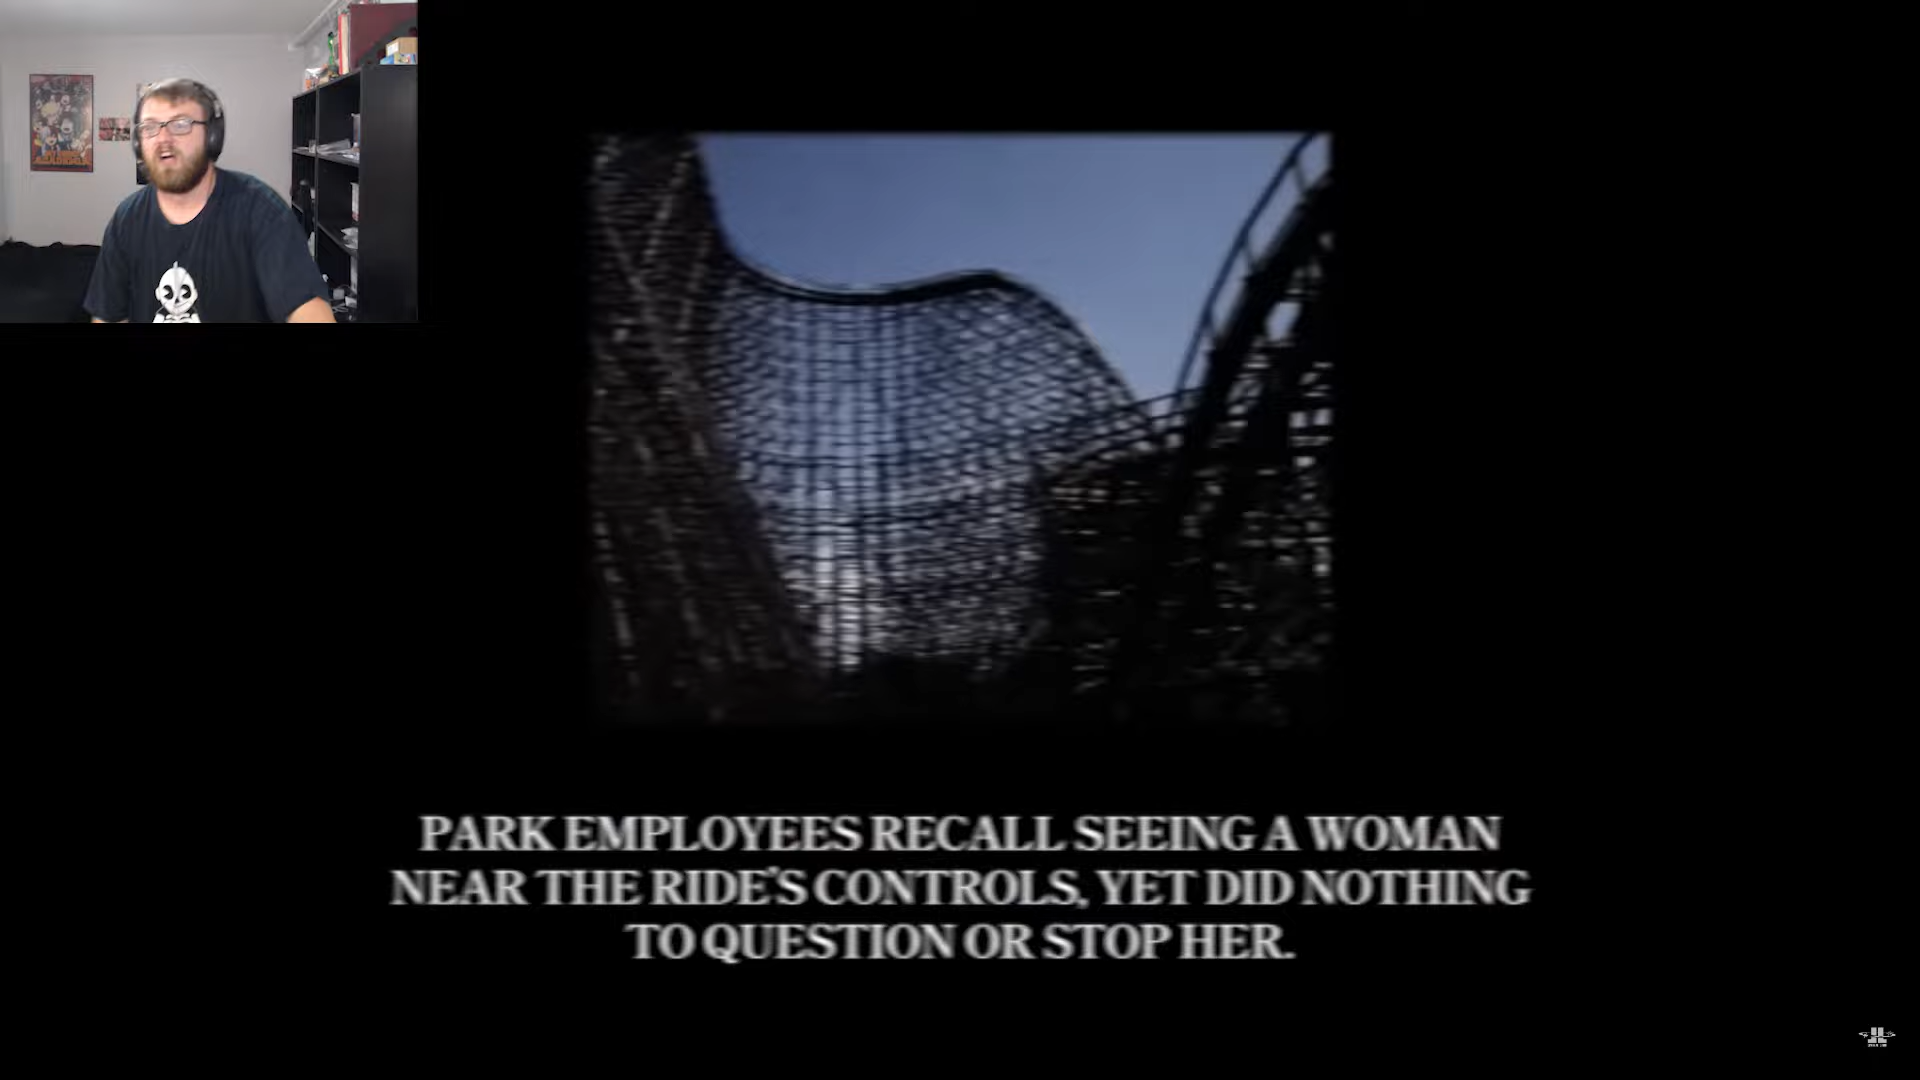 PARK EMPLOYEES RECALL SEEING A WOMAN
NEAR THE RIDE'S CONTROLS, YET DID NOTHING
TO QUESTION OR STOP HER.